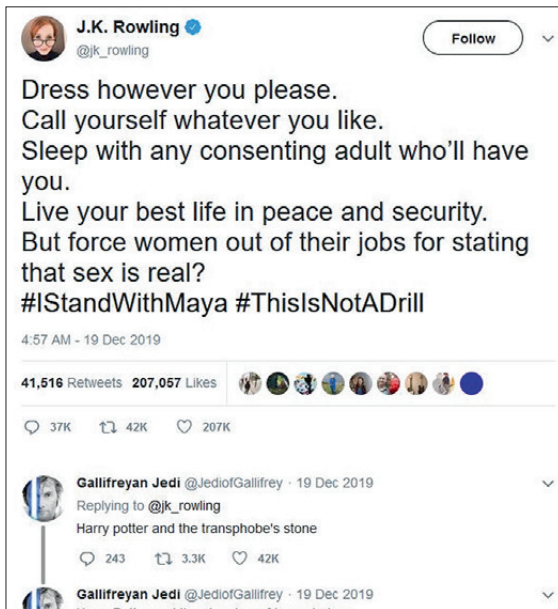 J.K. Rowling
@jk_rowling
Follow
Dress however you please.
Call yourself whatever you like.
Sleep with any consenting adult who'll have
you.
Live your best life in peace and security.
But force women out of their jobs for stating
that sex is real?
#IStandWithMaya #ThisIsNotADrill
4:57 AM - 19 Dec 2019
41,516 Retweets 207,057 Likes
37K 42K 207K
Gallifreyan Jedi @JediofGallifrey · 19 Dec 2019
Replying to @jk_rowling
Harry potter and the transphobe's stone
243 3.3K 42K
Gallifreyan Jedi @JediofGallifrey · 19 Dec 2019